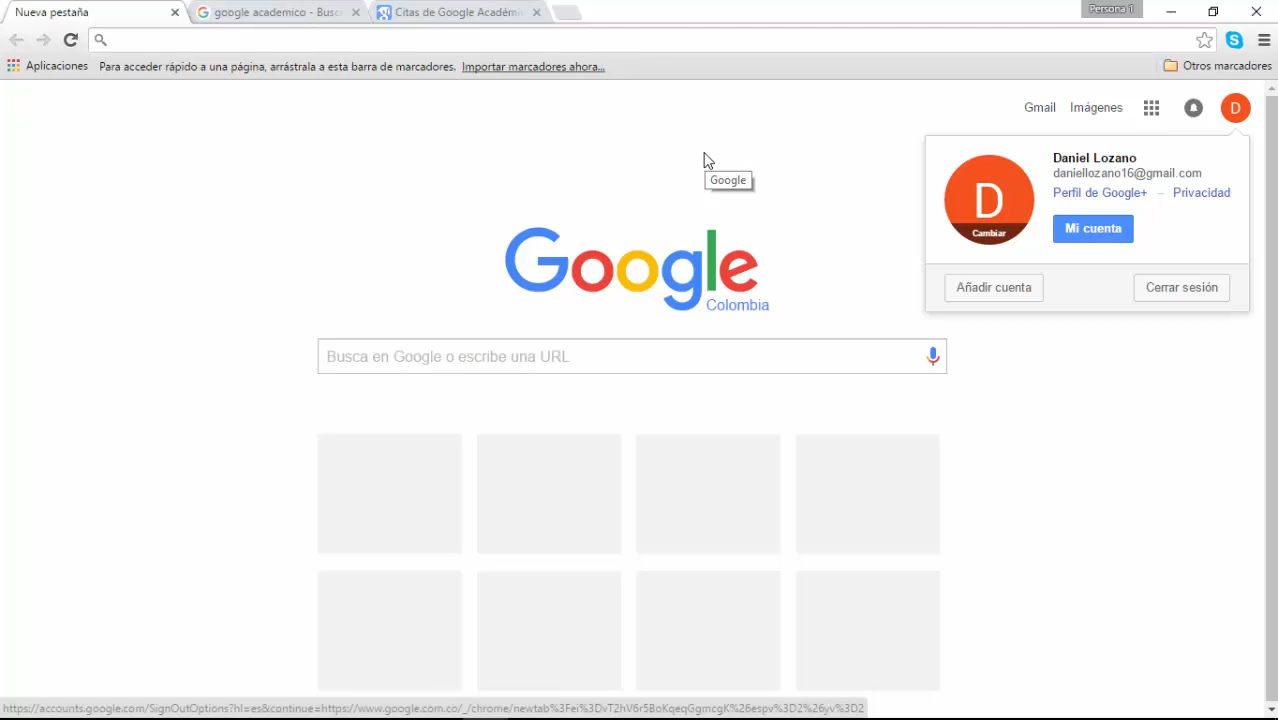 Nueva pestaña
google academico - Busc
Citas de Google Académi
Persona 1
Aplicaciones
Para acceder rápido a una página, arrástrala a esta barra de marcadores. Importar marcadores ahora...
Otros marcadores
Gmail Imágenes
D
Daniel Lozano
daniellozano16@gmail.com
Perfil de Google+ – Privacidad
D
Cambiar
Mi cuenta
Añadir cuenta
Cerrar sesión
Google
Google
Colombia
Busca en Google o escribe una URL
https://accounts.google.com/SignOutOptions?hl=es&continue=https://www.google.com.co/_/chrome/newtab%3Fei%3DvT2hV6r5BoKqeqGgmcgK%26espv%3D2%26yv%3D2